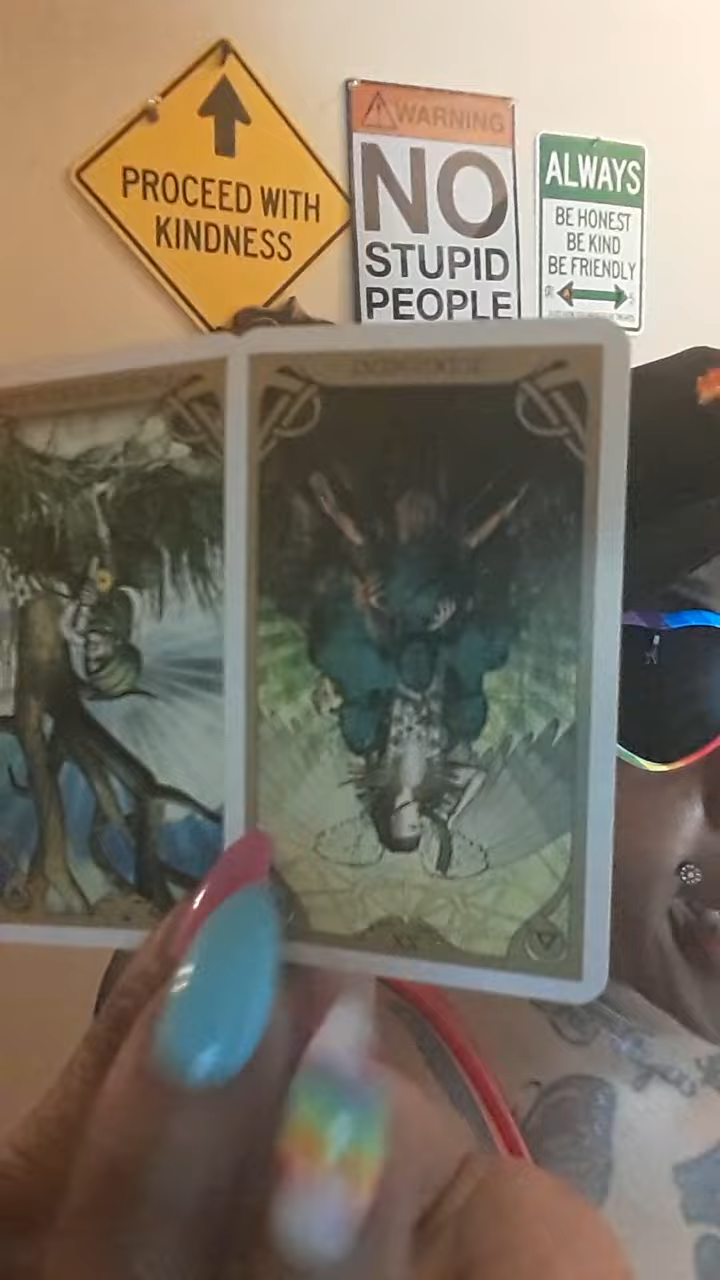 PROCEED WITH
KINDNESS
WARNING
NO
STUPID
PEOPLE
ALWAYS
BE HONEST
BE KIND
BE FRIENDLY